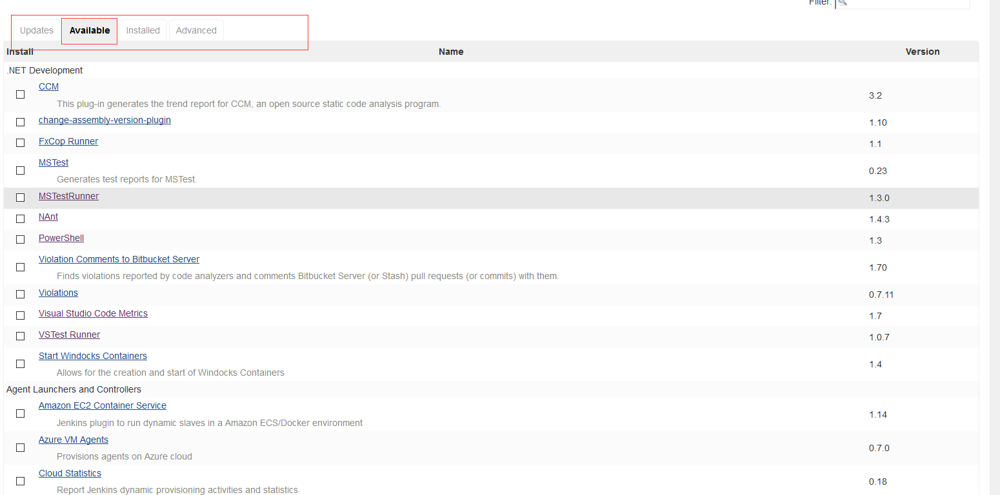 Filter:
Updates Available Installed Advanced
Install Name Version
.NET Development
CCM
This plug-in generates the trend report for CCM, an open source static code analysis program.
3.2
change-assembly-version-plugin 1.10
FxCop Runner 1.1
MSTest
Generates test reports for MSTest.
0.23
MSTestRunner 1.3.0
NAnt 1.4.3
PowerShell 1.3
Violation Comments to Bitbucket Server
Finds violations reported by code analyzers and comments Bitbucket Server (or Stash) pull requests (or commits) with them.
1.70
Violations 0.7.11
Visual Studio Code Metrics 1.7
VSTest Runner 1.0.7
Start Windocks Containers
Allows for the creation and start of Windocks Containers
1.4
Agent Launchers and Controllers
Amazon EC2 Container Service
Jenkins plugin to run dynamic slaves in a Amazon ECS/Docker environment
1.14
Azure VM Agents
Provisions agents on Azure cloud
0.7.0
Cloud Statistics
Report Jenkins dynamic provisioning activities and statistics
0.18